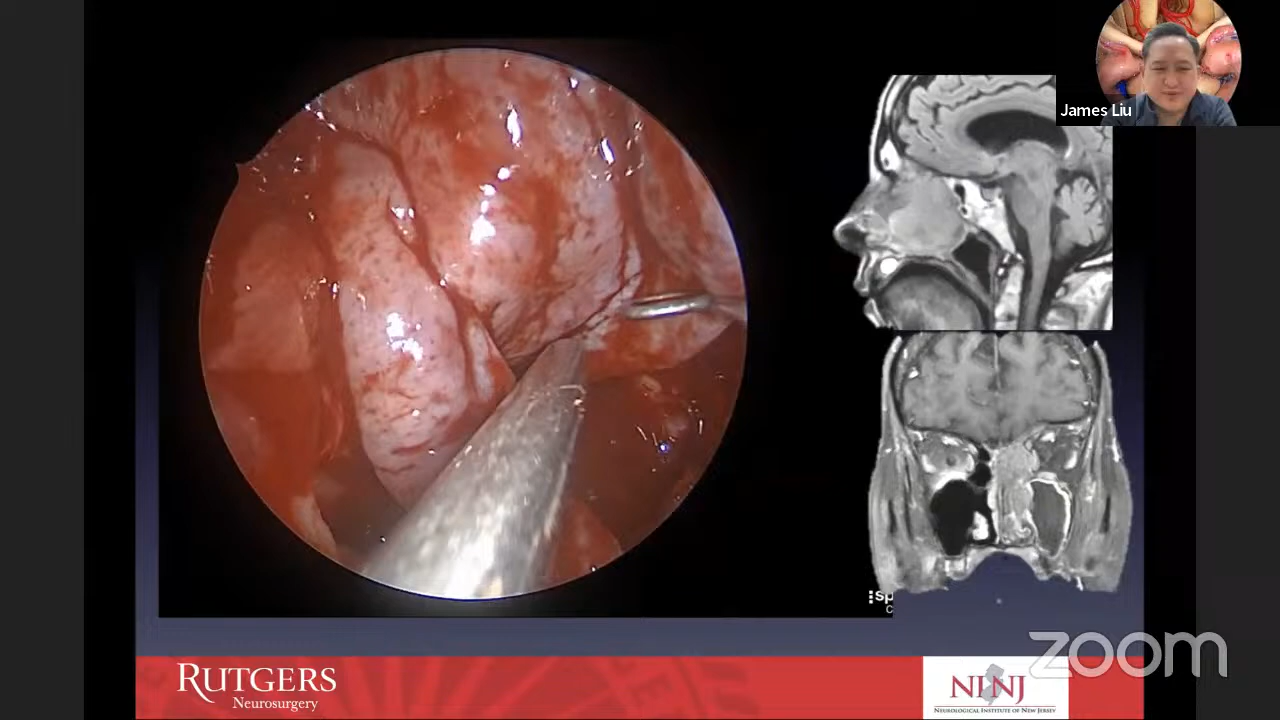 James Liu
RUTGERS
Neurosurgery
NINJ
NEUROLOGICAL INSTITUTE OF NEW JERSEY
zoom